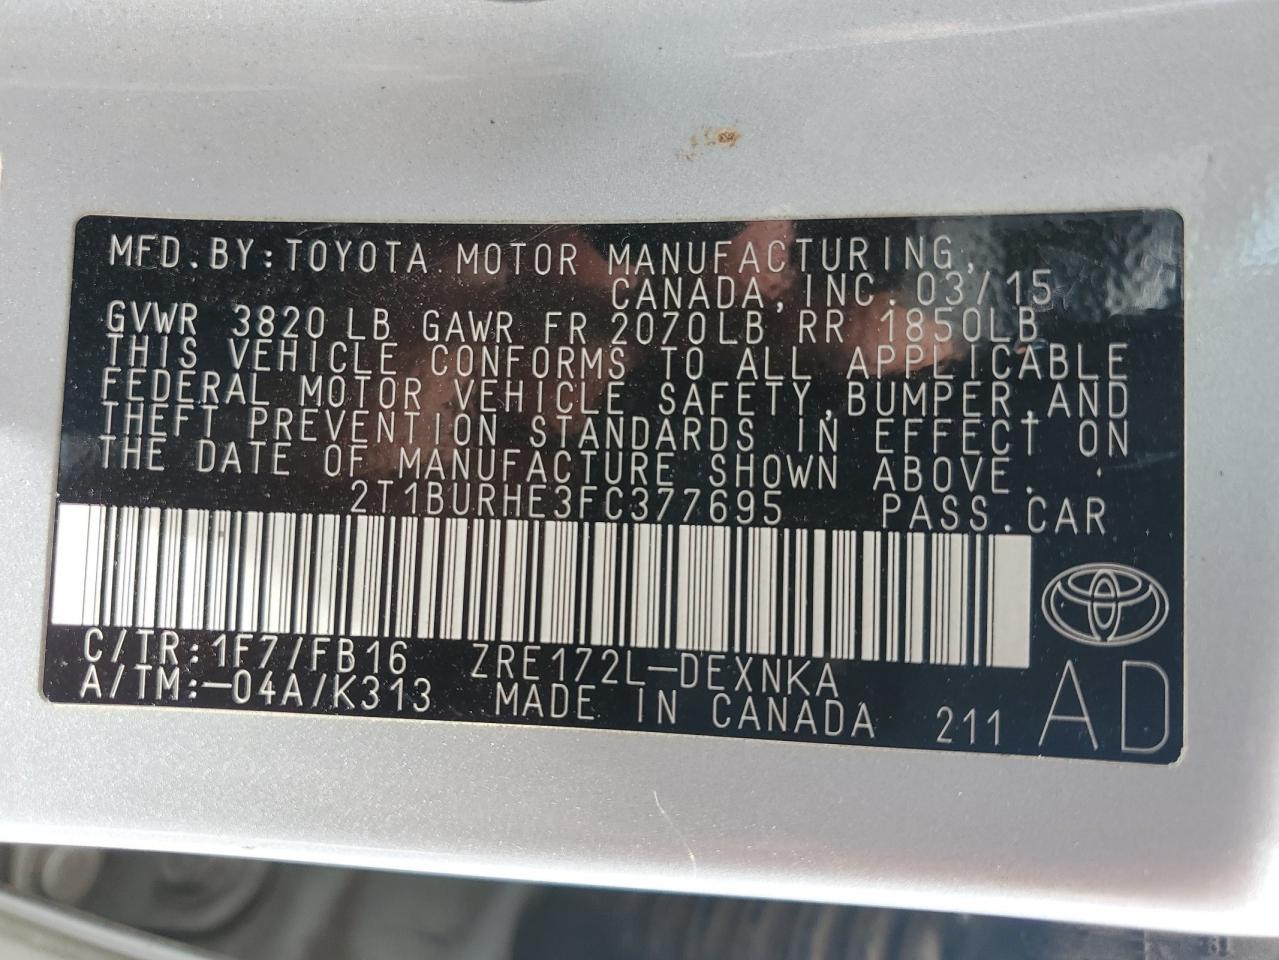 MFD.BY:TOYOTA MOTOR MANUFACTURING,
CANADA, INC. 03/15
GVWR 3820 LB GAWR FR 2070LB RR 1850LB
THIS VEHICLE CONFORMS TO ALL APPLICABLE
FEDERAL MOTOR VEHICLE SAFETY,BUMPER,AND
THEFT PREVENTION STANDARDS IN EFFECT ON
THE DATE OF MANUFACTURE SHOWN ABOVE.
2T1BURHE3FC377695 PASS.CAR
C/TR:1F7/FB16 ZRE172L-DEXNKA
A/TM:-04A/K313 MADE IN CANADA 211 AD